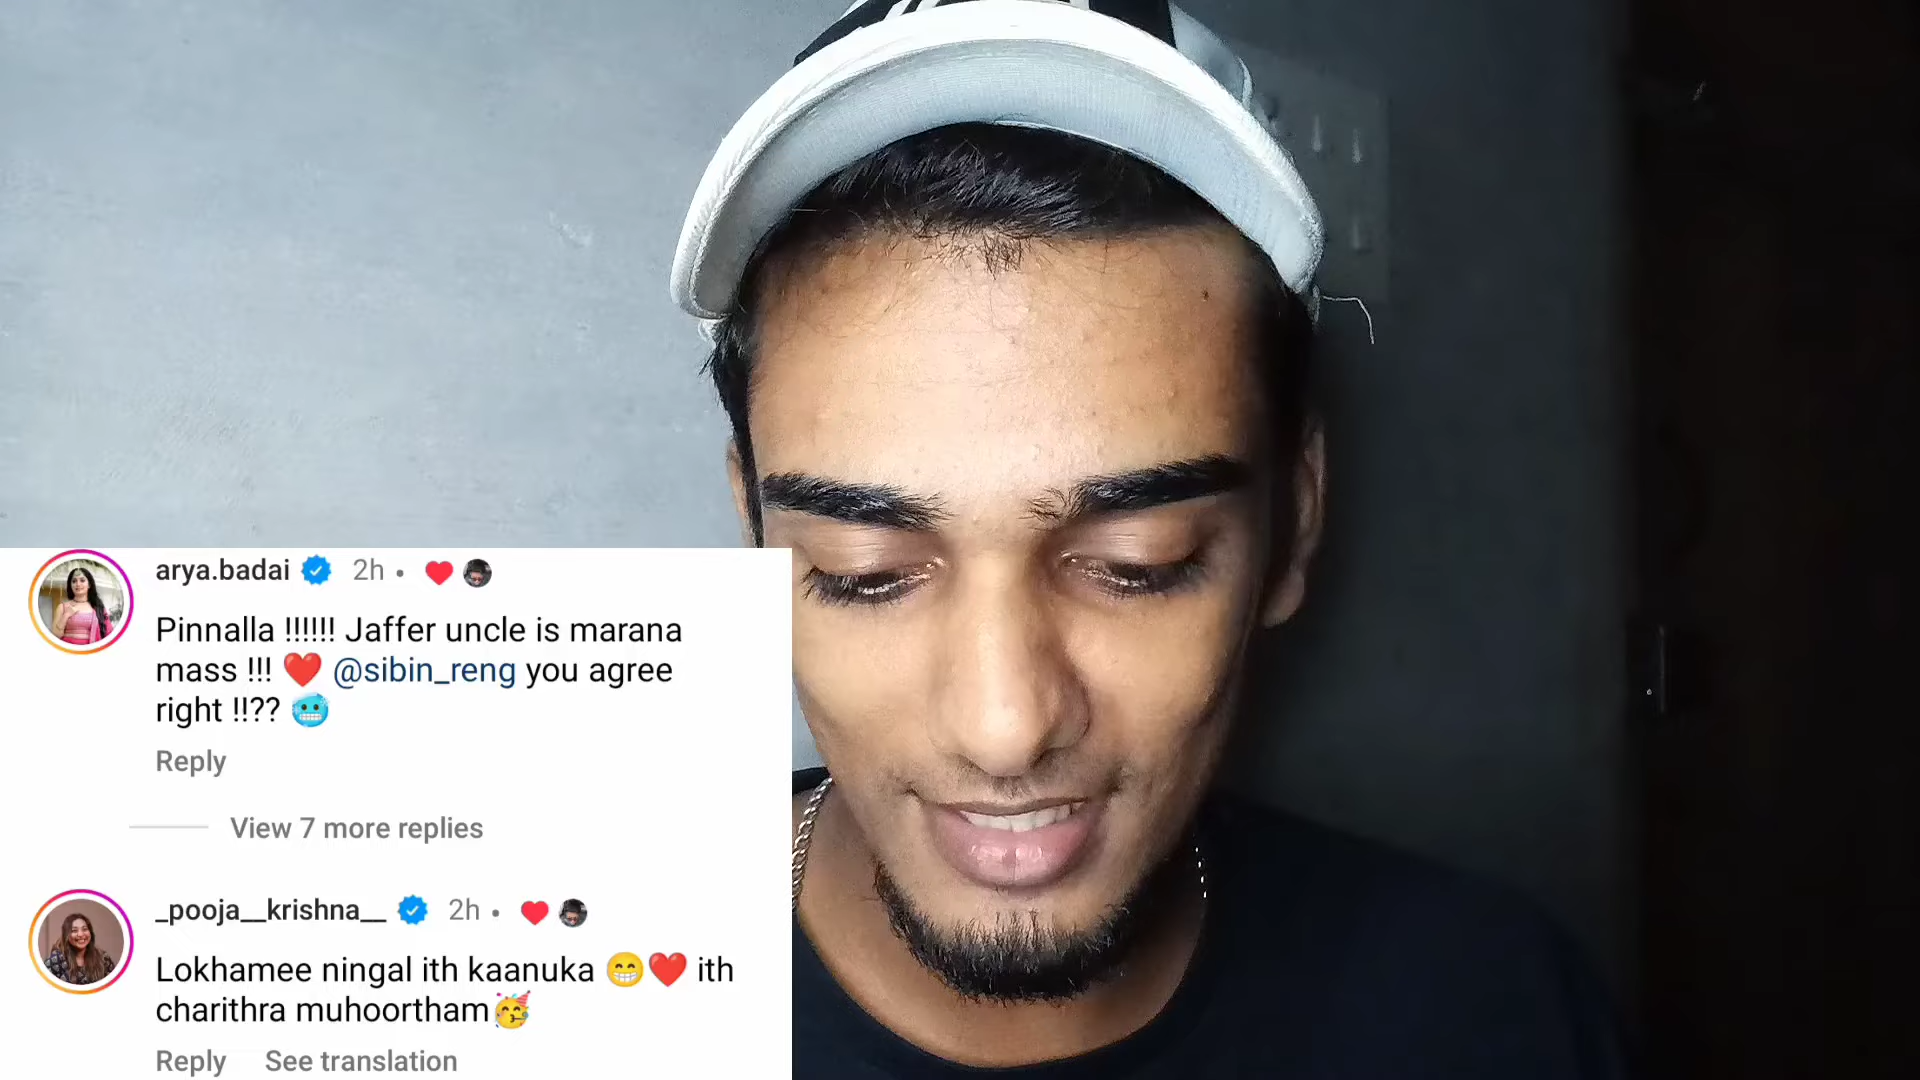 arya.badai 2h
Pinnalla !!!!!! Jaffer uncle is marana
mass !!! ❤️ @sibin_reng you agree
right !!?? 🥶
Reply
View 7 more replies
_pooja__krishna__ 2h
Lokhamee ningal ith kaanuka 😁❤️ ith
charithra muhoortham🥳
Reply See translation